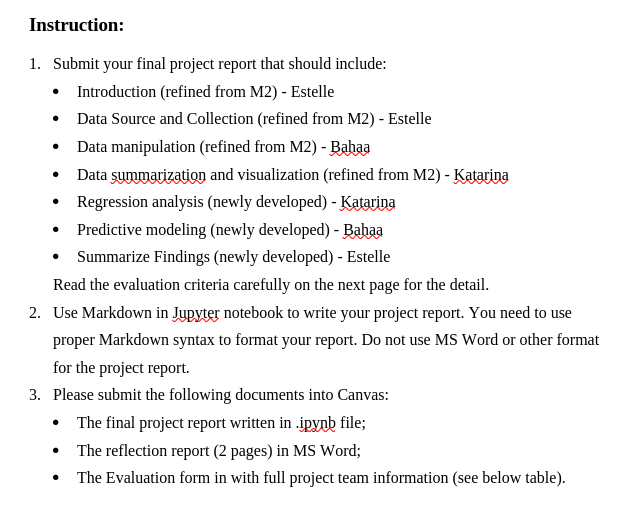 Instruction:
1. Submit your final project report that should include:
• Introduction (refined from M2) - Estelle
• Data Source and Collection (refined from M2) - Estelle
• Data manipulation (refined from M2) - Bahaa
• Data summarization and visualization (refined from M2) - Katarina
• Regression analysis (newly developed) - Katarina
• Predictive modeling (newly developed) - Bahaa
• Summarize Findings (newly developed) - Estelle
Read the evaluation criteria carefully on the next page for the detail.
2. Use Markdown in Jupyter notebook to write your project report. You need to use
proper Markdown syntax to format your report. Do not use MS Word or other format
for the project report.
3. Please submit the following documents into Canvas:
• The final project report written in .ipynb file;
• The reflection report (2 pages) in MS Word;
• The Evaluation form in with full project team information (see below table).